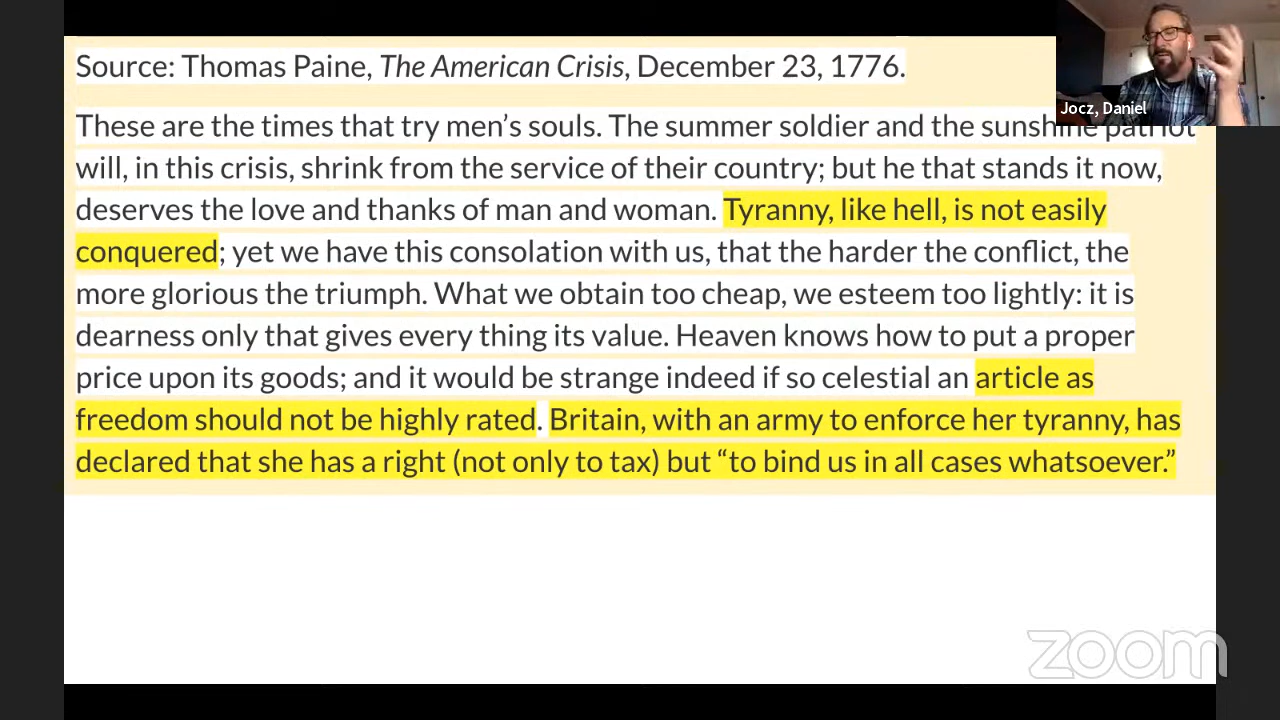 Source: Thomas Paine, The American Crisis, December 23, 1776.
Jocz, Daniel
These are the times that try men’s souls. The summer soldier and the sunshine patriot
will, in this crisis, shrink from the service of their country; but he that stands it now,
deserves the love and thanks of man and woman. Tyranny, like hell, is not easily
conquered; yet we have this consolation with us, that the harder the conflict, the
more glorious the triumph. What we obtain too cheap, we esteem too lightly: it is
dearness only that gives every thing its value. Heaven knows how to put a proper
price upon its goods; and it would be strange indeed if so celestial an article as
freedom should not be highly rated. Britain, with an army to enforce her tyranny, has
declared that she has a right (not only to tax) but “to bind us in all cases whatsoever.”
zoom